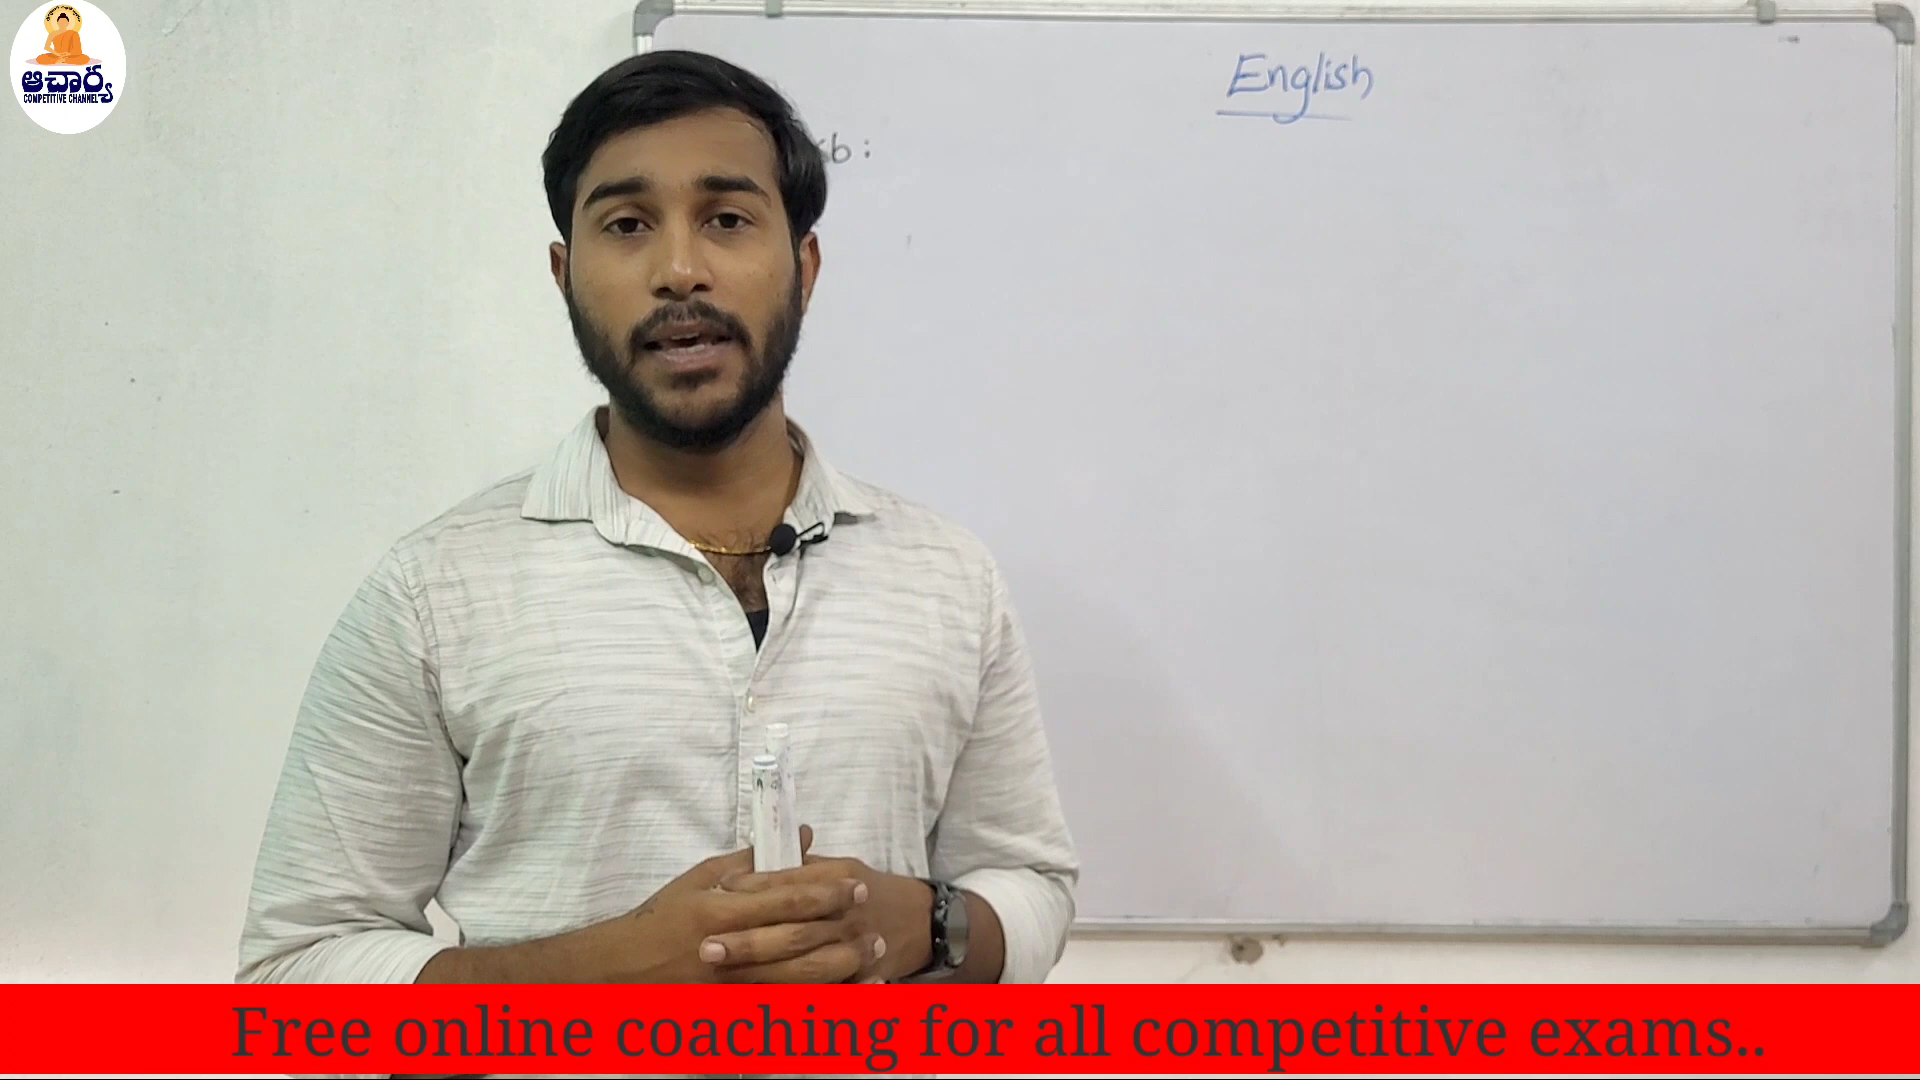 ఆచార్య
COMPETITIVE CHANNEL
English
Free online coaching for all competitive exams..